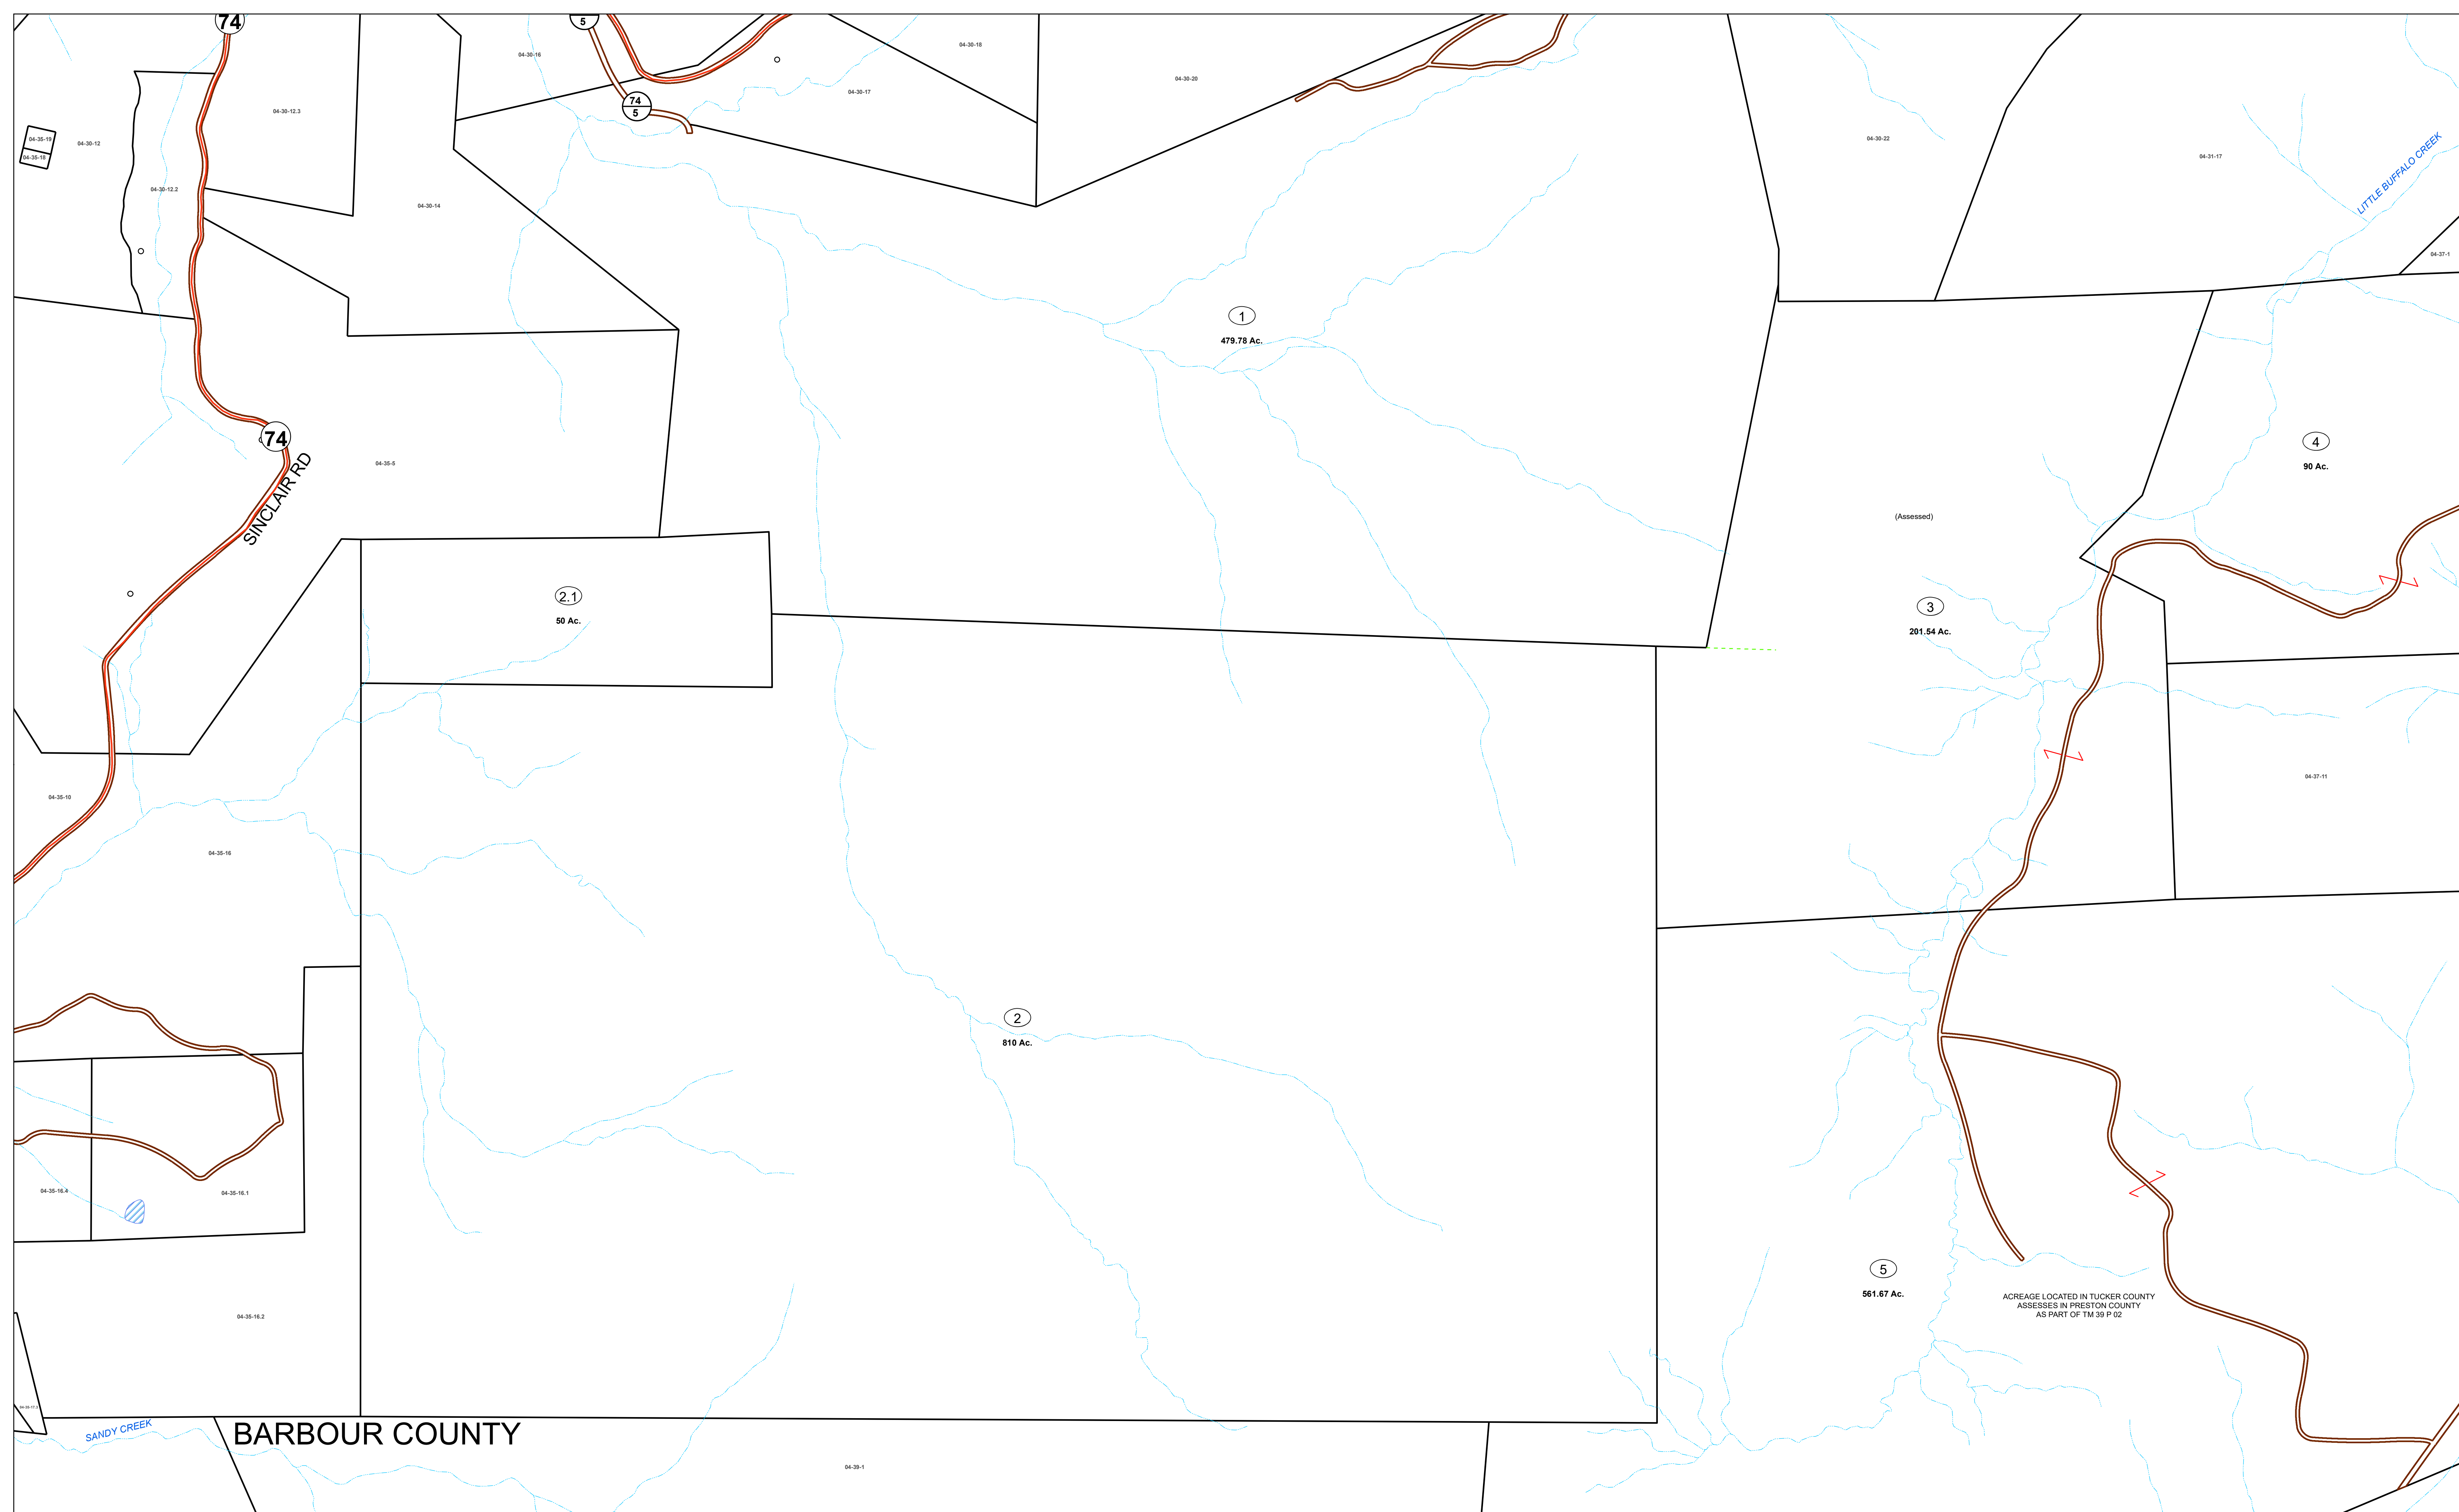 74
5
04-30-16
04-30-18
04-30-17
04-30-20
74
5
04-30-12.3
04-35-19
04-30-12
04-35-18
04-30-12.2
04-30-14
04-30-22
04-31-17
LITTLE BUFFALO CREEK
04-37-1
1
479.78 Ac.
74
SINCLAIR RD
04-35-5
4
90 Ac.
(Assessed)
2.1
50 Ac.
3
201.54 Ac.
04-37-11
04-35-10
04-35-16
2
810 Ac.
04-35-16.4
04-35-16.1
5
561.67 Ac.
ACREAGE LOCATED IN TUCKER COUNTY
ASSESSES IN PRESTON COUNTY
AS PART OF TM 39 P 02
04-35-16.2
SANDY CREEK
BARBOUR COUNTY
04-39-1